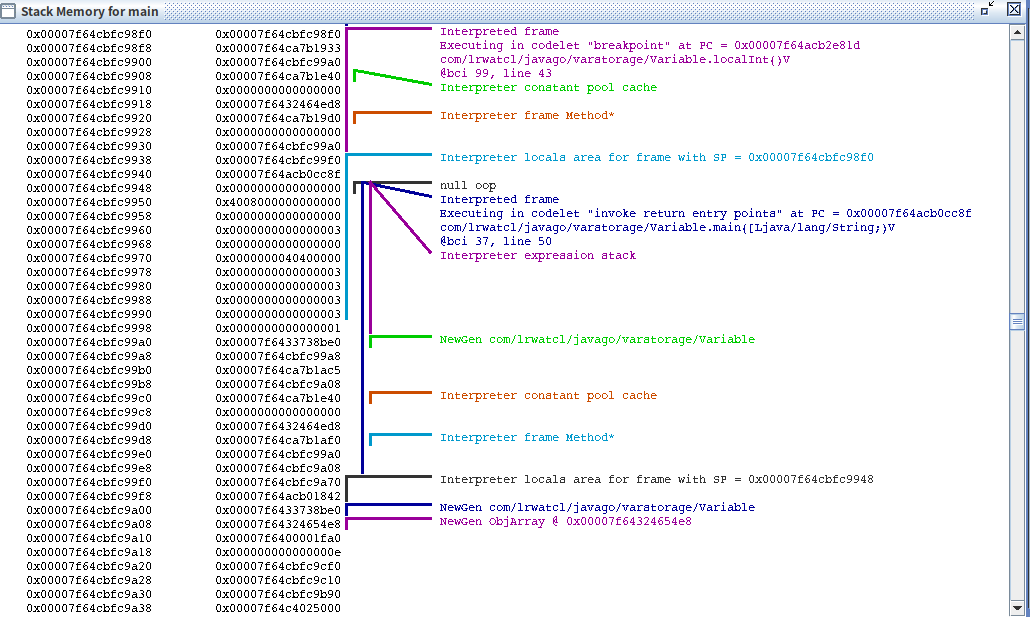 Stack Memory for main
0x00007f64cbfc98f0 0x00007f64cbfc98f0 Interpreted frame
0x00007f64cbfc98f8 0x00007f64ca7b1933 Executing in codelet "breakpoint" at PC = 0x00007f64acb2e81d
0x00007f64cbfc9900 0x00007f64cbfc99a0 com/lrwatcl/javago/varstorage/Variable.localInt()V
0x00007f64cbfc9908 0x00007f64ca7b1e40 @bci 99, line 43
0x00007f64cbfc9910 0x0000000000000000 Interpreter constant pool cache
0x00007f64cbfc9918 0x00007f6432464ed8
0x00007f64cbfc9920 0x00007f64ca7b19d0 Interpreter frame Method*
0x00007f64cbfc9928 0x0000000000000000
0x00007f64cbfc9930 0x00007f64cbfc99a0
0x00007f64cbfc9938 0x00007f64cbfc99f0 Interpreter locals area for frame with SP = 0x00007f64cbfc98f0
0x00007f64cbfc9940 0x00007f64acb0cc8f
0x00007f64cbfc9948 0x0000000000000000 null oop
0x00007f64cbfc9950 0x4008000000000000 Interpreted frame
0x00007f64cbfc9958 0x0000000000000000 Executing in codelet "invoke return entry points" at PC = 0x00007f64acb0cc8f
0x00007f64cbfc9960 0x0000000000000003 com/lrwatcl/javago/varstorage/Variable.main([Ljava/lang/String;)V
0x00007f64cbfc9968 0x0000000000000000 @bci 37, line 50
0x00007f64cbfc9970 0x0000000040400000 Interpreter expression stack
0x00007f64cbfc9978 0x0000000000000003
0x00007f64cbfc9980 0x0000000000000003
0x00007f64cbfc9988 0x0000000000000003
0x00007f64cbfc9990 0x0000000000000003
0x00007f64cbfc9998 0x0000000000000001
0x00007f64cbfc99a0 0x00007f6433738be0 NewGen com/lrwatcl/javago/varstorage/Variable
0x00007f64cbfc99a8 0x00007f64cbfc99a8
0x00007f64cbfc99b0 0x00007f64ca7b1ac5
0x00007f64cbfc99b8 0x00007f64cbfc9a08
0x00007f64cbfc99c0 0x00007f64ca7b1e40 Interpreter constant pool cache
0x00007f64cbfc99c8 0x0000000000000000
0x00007f64cbfc99d0 0x00007f6432464ed8
0x00007f64cbfc99d8 0x00007f64ca7b1af0 Interpreter frame Method*
0x00007f64cbfc99e0 0x00007f64cbfc99a0
0x00007f64cbfc99e8 0x00007f64cbfc9a08
0x00007f64cbfc99f0 0x00007f64cbfc9a70 Interpreter locals area for frame with SP = 0x00007f64cbfc9948
0x00007f64cbfc99f8 0x00007f64acb01842
0x00007f64cbfc9a00 0x00007f6433738be0 NewGen com/lrwatcl/javago/varstorage/Variable
0x00007f64cbfc9a08 0x00007f64324654e8 NewGen ObjArray @ 0x00007f64324654e8
0x00007f64cbfc9a10 0x00007f6400001fa0
0x00007f64cbfc9a18 0x000000000000000e
0x00007f64cbfc9a20 0x00007f64cbfc9cf0
0x00007f64cbfc9a28 0x00007f64cbfc9c10
0x00007f64cbfc9a30 0x00007f64cbfc9b90
0x00007f64cbfc9a38 0x00007f64c4025000